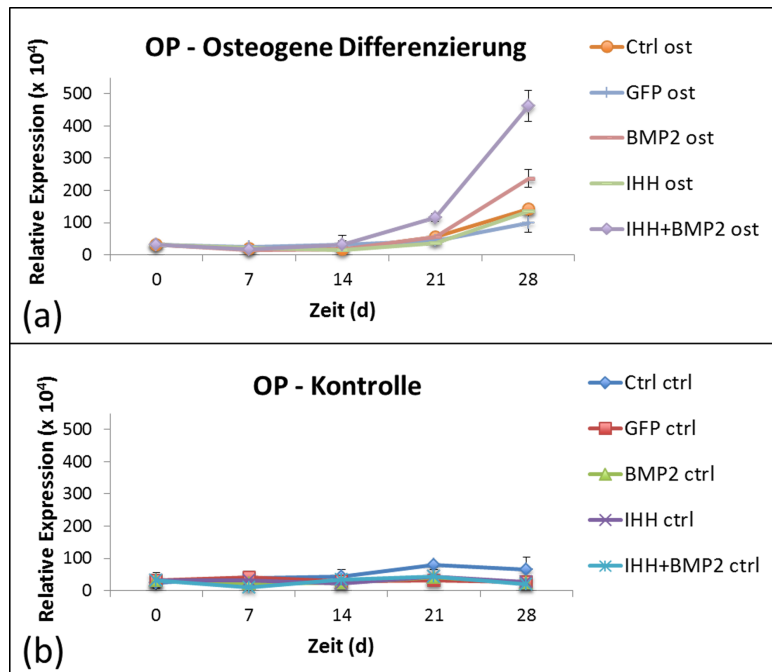 OP - Osteogene Differenzierung
Relative Expression (x 10⁴)
500
400
300
200
100
0
0 7 14 21 28
Zeit (d)
Ctrl ost
GFP ost
BMP2 ost
IHH ost
IHH+BMP2 ost
(a)
OP - Kontrolle
Relative Expression (x 10⁴)
500
400
300
200
100
0
0 7 14 21 28
Zeit (d)
Ctrl ctrl
GFP ctrl
BMP2 ctrl
IHH ctrl
IHH+BMP2 ctrl
(b)